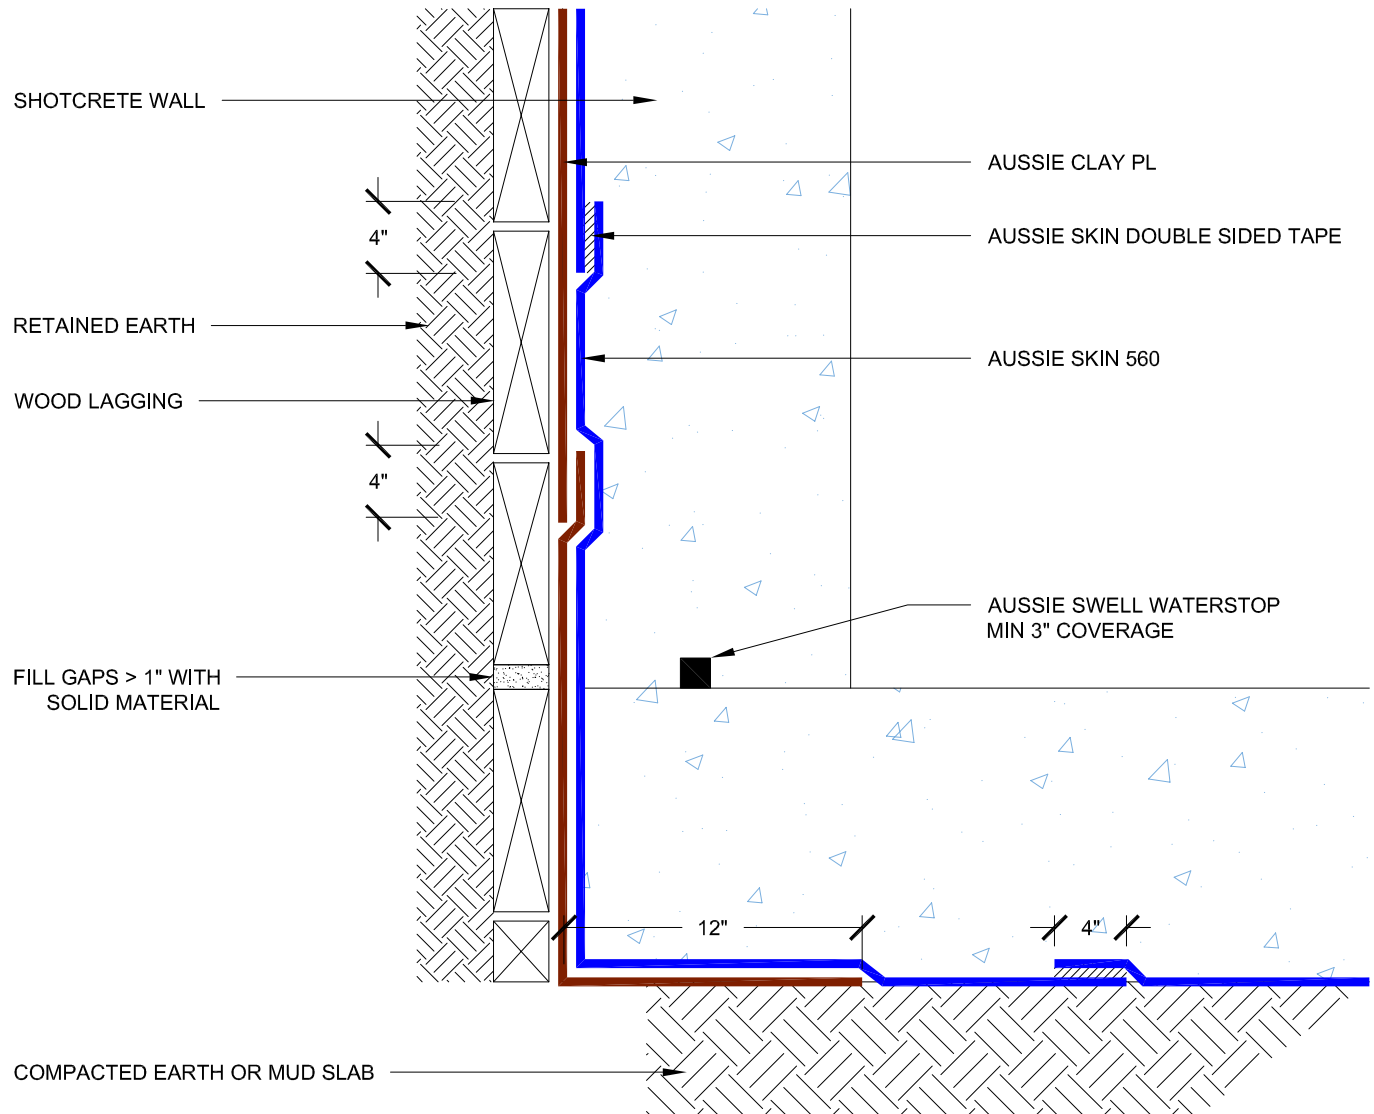 SHOTCRETE WALL
AUSSIE CLAY PL
4"
AUSSIE SKIN DOUBLE SIDED TAPE
RETAINED EARTH
AUSSIE SKIN 560
WOOD LAGGING
4"
AUSSIE SWELL WATERSTOP
MIN 3" COVERAGE
FILL GAPS > 1" WITH
SOLID MATERIAL
12"
4"
COMPACTED EARTH OR MUD SLAB